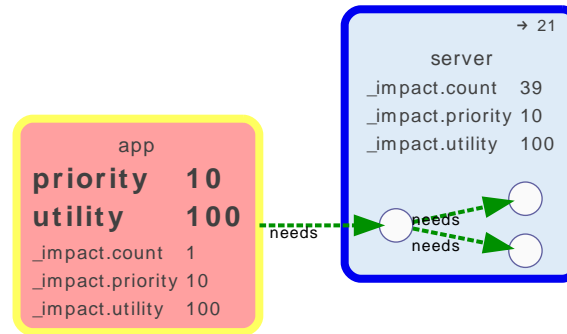 → 21
server
_impact.count 39
_impact.priority 10
_impact.utility 100
app
priority 10
utility 100
_impact.count 1
_impact.priority 10
_impact.utility 100
needs
needs
needs